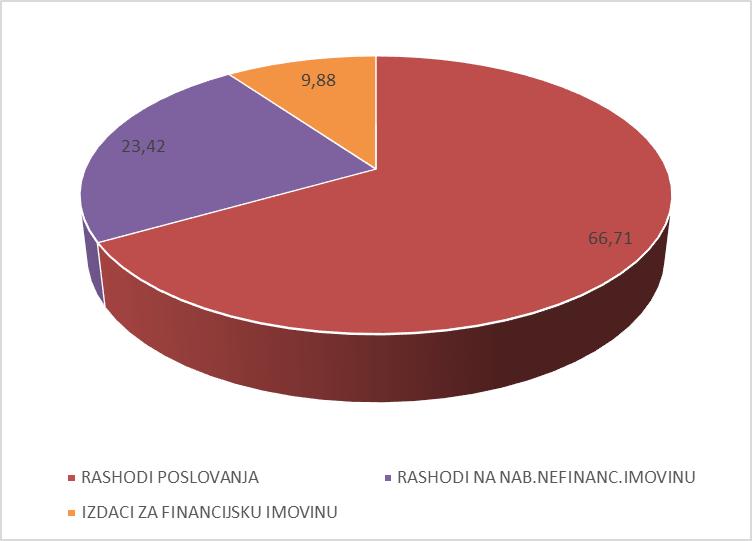 9,88
23,42
66,71
RASHODI POSLOVANJA
RASHODI NA NAB.NEFINANC.IMOVINU
IZDACI ZA FINANCIJSKU IMOVINU